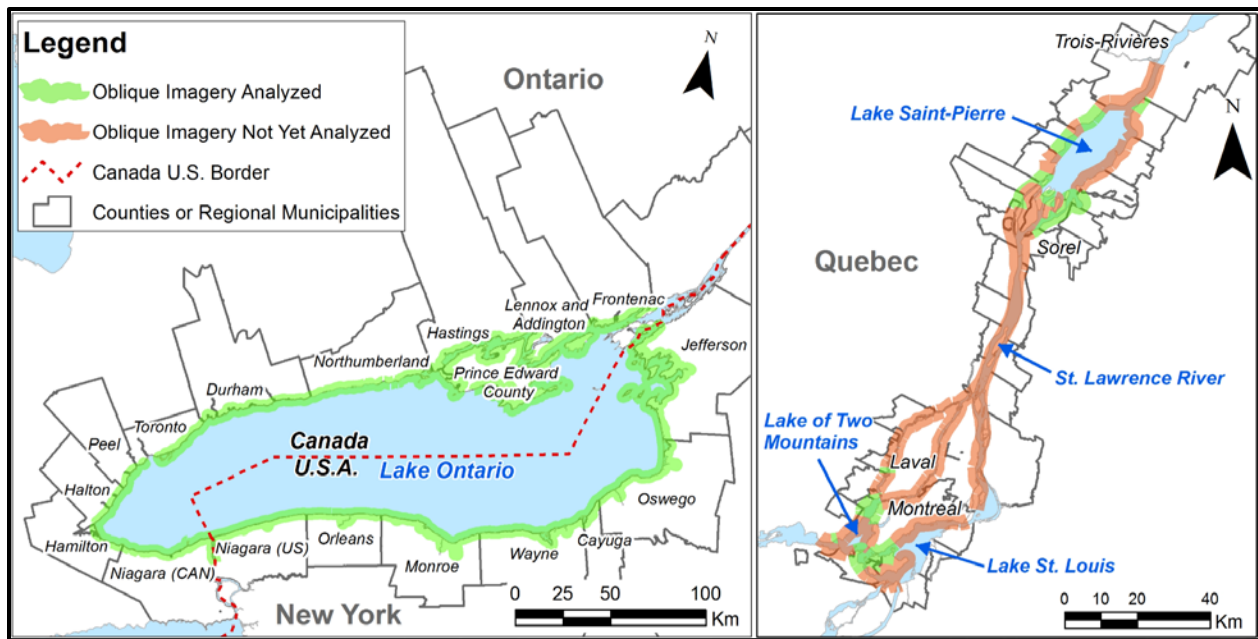 Legend
Oblique Imagery Analyzed
Oblique Imagery Not Yet Analyzed
Canada U.S. Border
Counties or Regional Municipalities
N
Ontario
Lennox and
Addington
Frontenac
Hastings
Jefferson
Northumberland
Prince Edward
County
Durham
Toronto
Peel
Canada
U.S.A.
Lake Ontario
Halton
Oswego
Hamilton
Niagara (US)
Orleans
Cayuga
Wayne
Monroe
Niagara (CAN)
New York
0 25 50 100
Km
Trois-Rivières
N
Lake Saint-Pierre
Sorel
Quebec
St. Lawrence River
Lake of Two
Mountains
Laval
Montreal
Lake St. Louis
0 10 20 40
Km